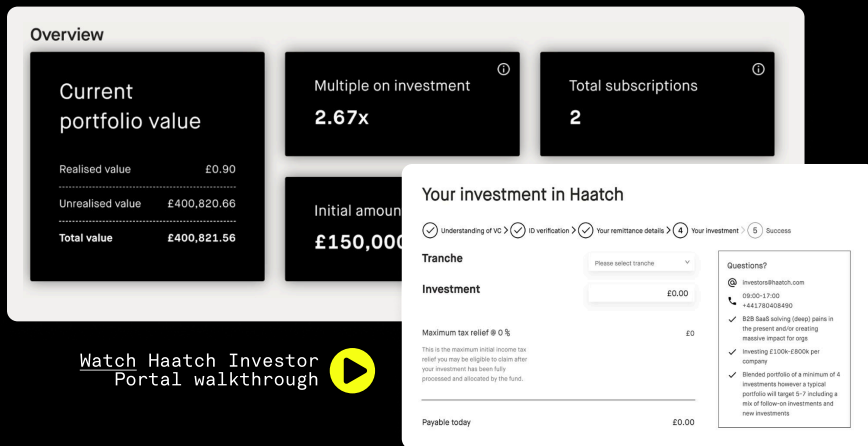 Overview
Current
portfolio value
Realised value £0.90
Unrealised value £400,820.66
Total value £400,821.56
Multiple on investment
2.67x
Total subscriptions
2
Initial amoun
£150,000
Your investment in Haatch
Understanding of VC > ID verification > Your remittance details > 4 Your investment > 5 Success
Tranche Please select tranche
Investment £0.00
Maximum tax relief @ 0 % £0
This is the maximum initial income tax
relief you may be eligible to claim after
your investment has been fully
processed and allocated by the fund.
Payable today £0.00
Questions?
investors@haatch.com
09:00-17:00
+441780408490
B2B SaaS solving (deep) pains in
the present and/or creating
massive impact for orgs
Investing £100k-£800k per
company
Blended portfolio of a minimum of 4
investments however a typical
portfolio will target 5-7 including a
mix of follow-on investments and
new investments
Watch Haatch Investor
Portal walkthrough